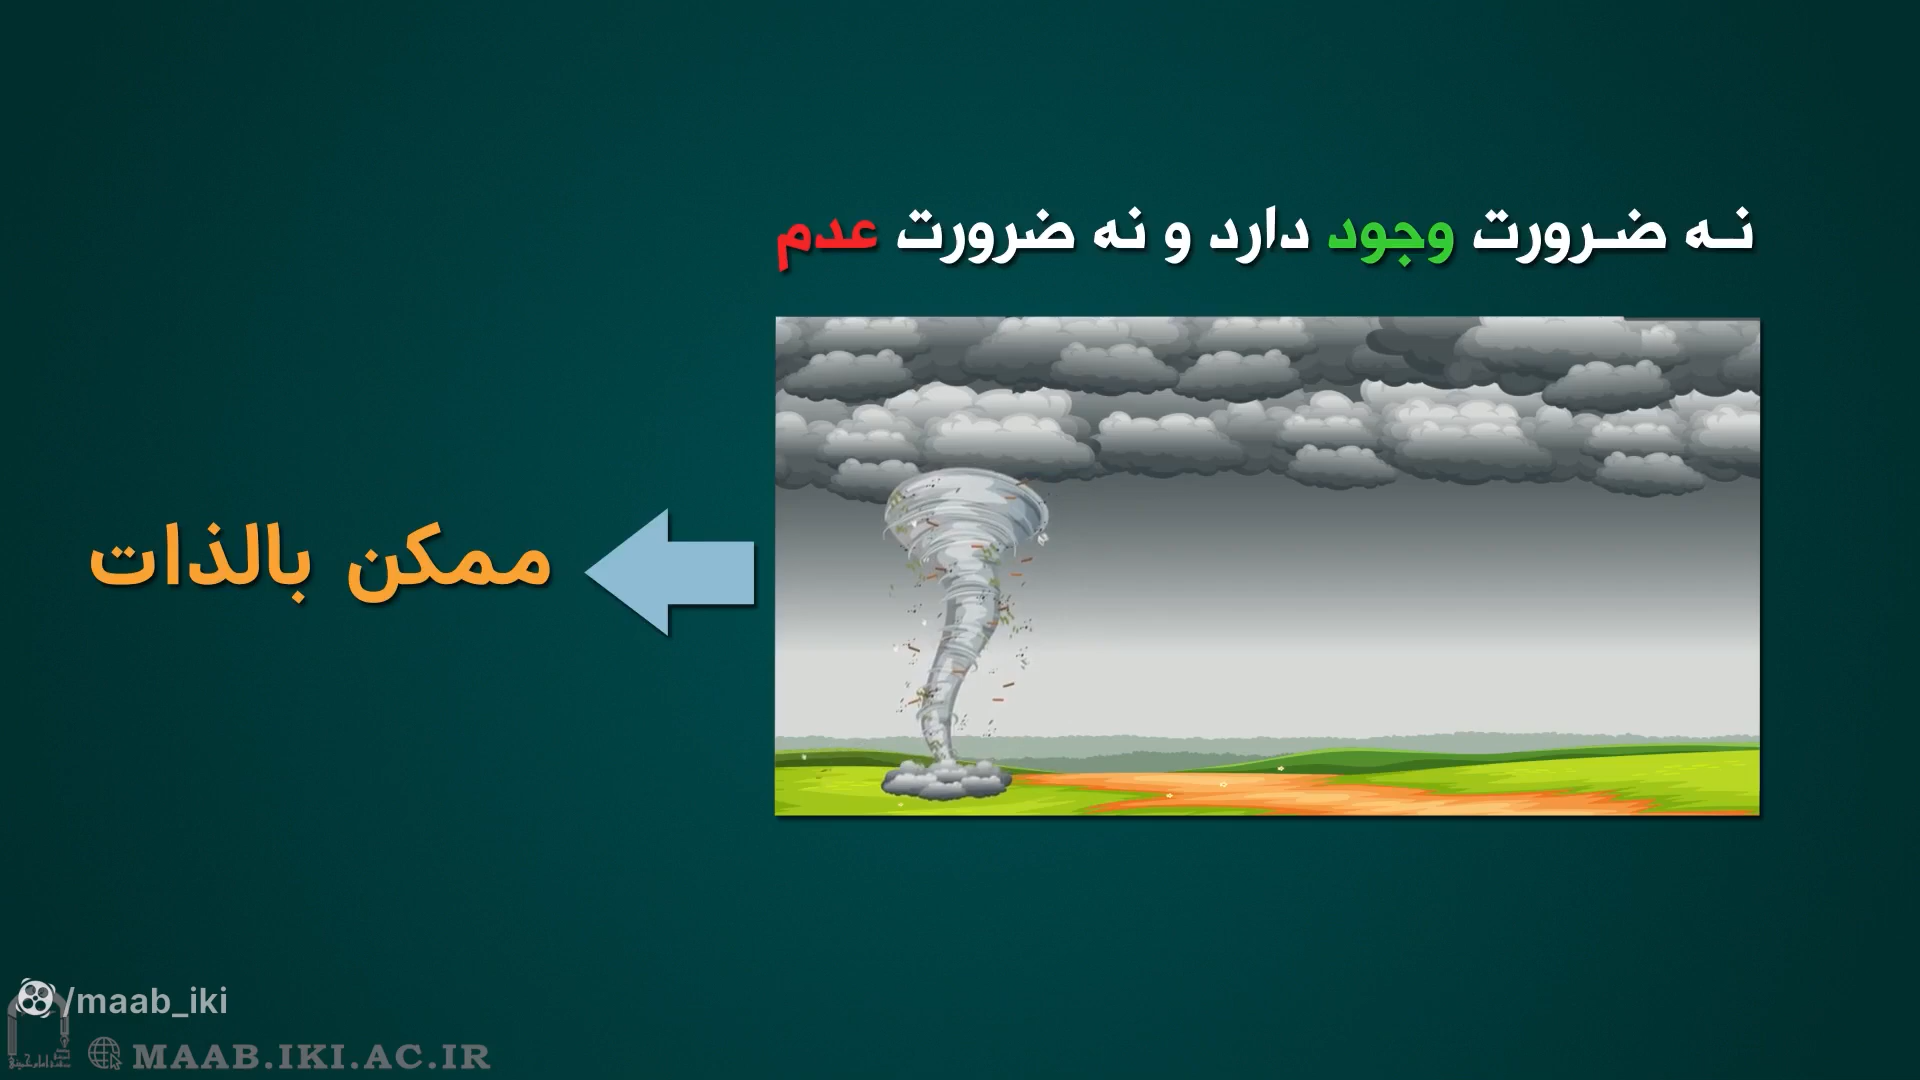 نه ضرورت وجود دارد و نه ضرورت عدم
ممکن بالذات
/maab_iki
MAAB.IKI.AC.IR